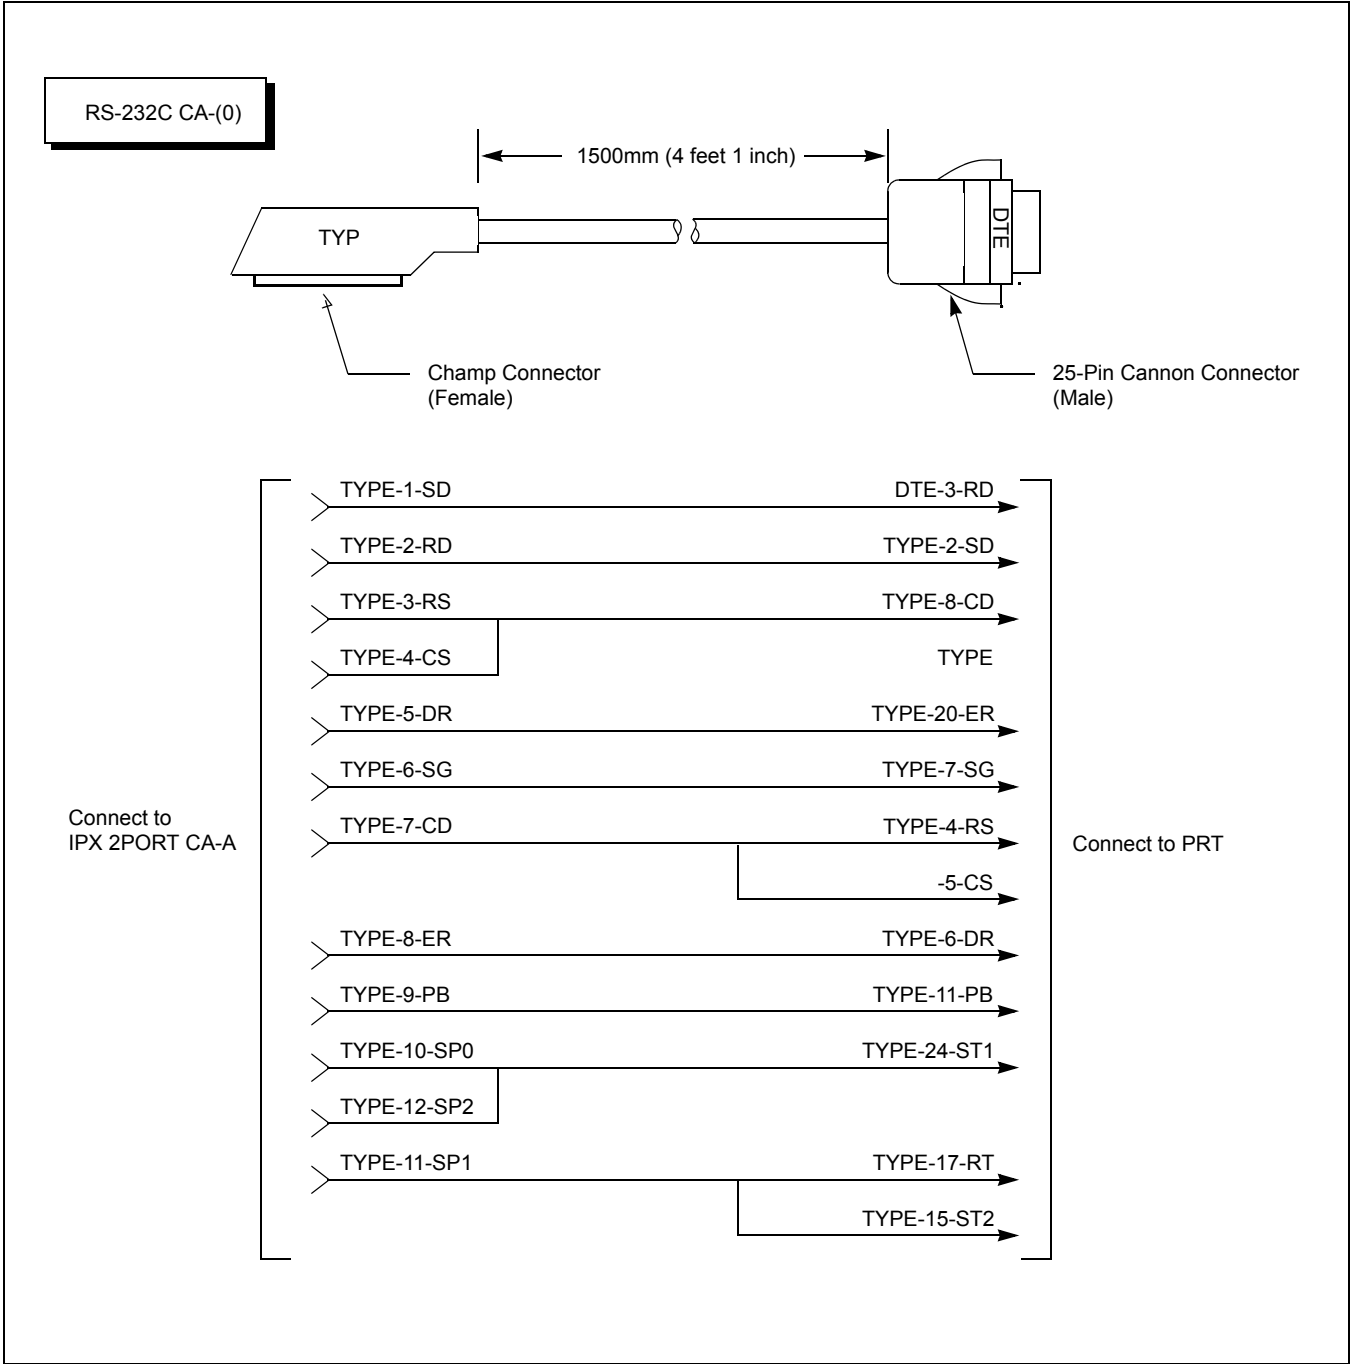 RS-232C CA-(0)
1500mm (4 feet 1 inch)
TYP
DTE
Champ Connector
(Female)
25-Pin Cannon Connector
(Male)
TYPE-1-SD DTE-3-RD
TYPE-2-RD TYPE-2-SD
TYPE-3-RS TYPE-8-CD
TYPE-4-CS TYPE
TYPE-5-DR TYPE-20-ER
TYPE-6-SG TYPE-7-SG
Connect to
IPX 2PORT CA-A
TYPE-7-CD TYPE-4-RS
Connect to PRT
-5-CS
TYPE-8-ER TYPE-6-DR
TYPE-9-PB TYPE-11-PB
TYPE-10-SP0 TYPE-24-ST1
TYPE-12-SP2
TYPE-11-SP1 TYPE-17-RT
TYPE-15-ST2